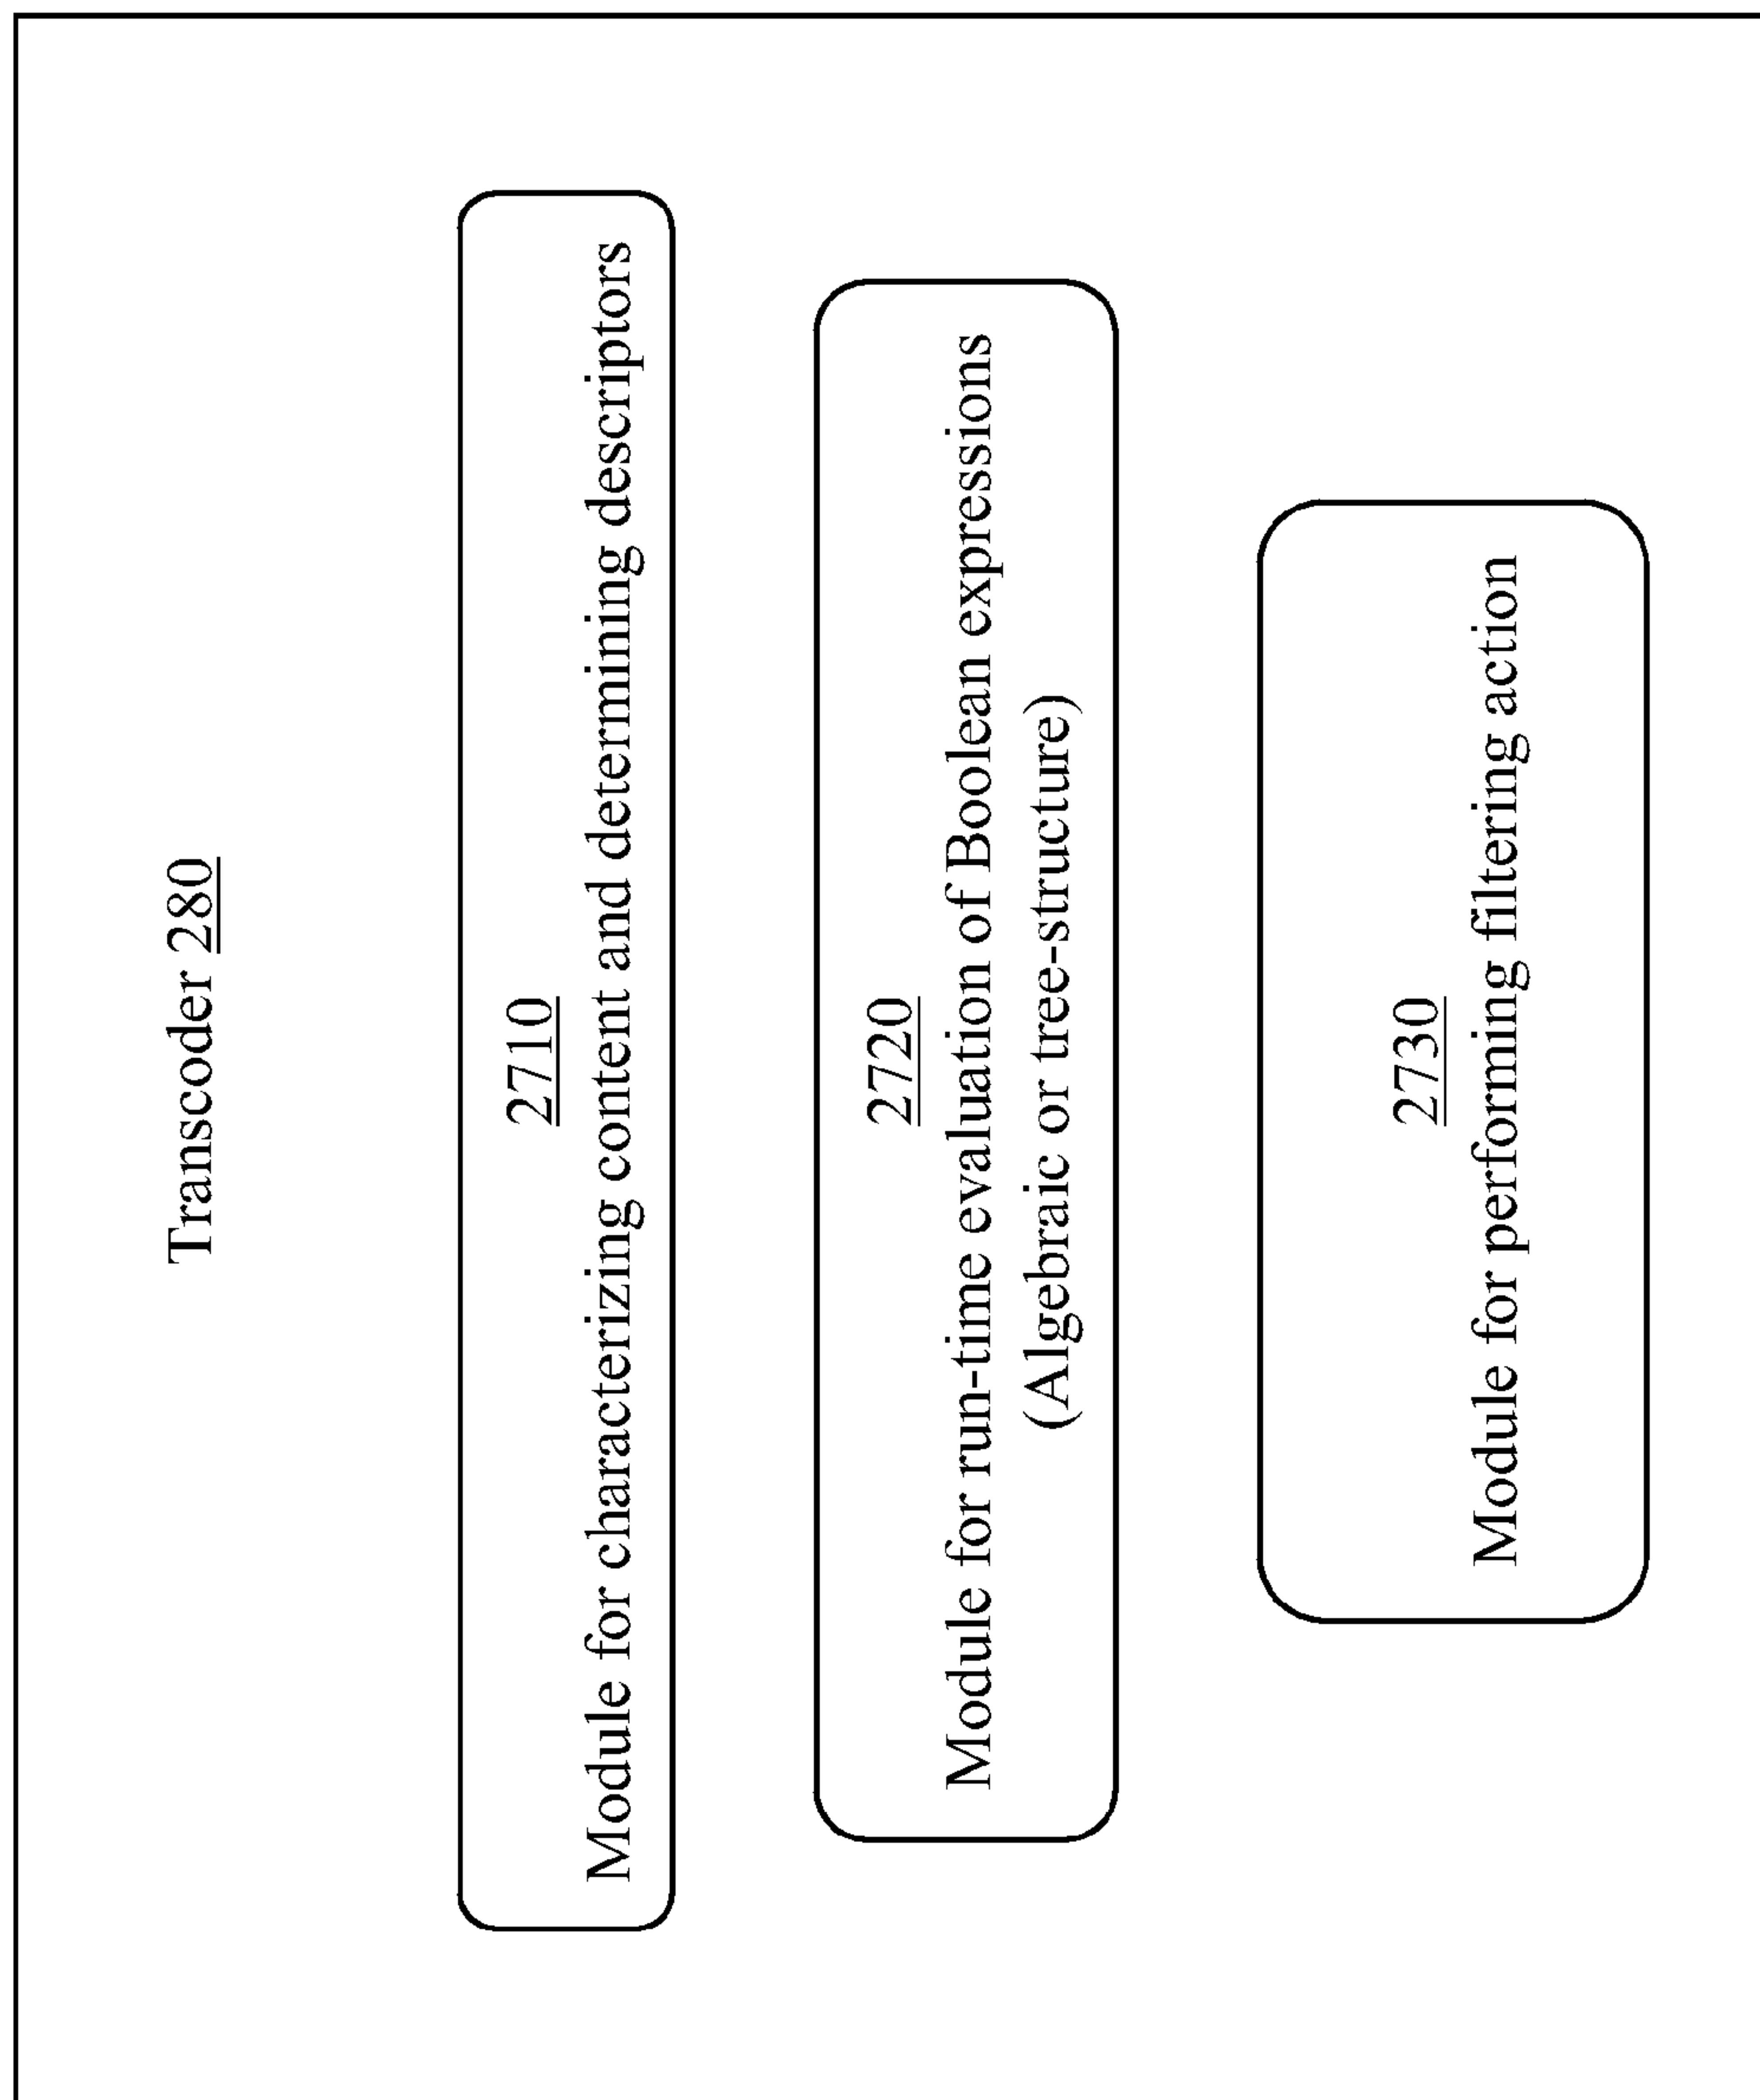 Transcoder 280
2710
Module for characterizing content and determining descriptors
2720
Module for run-time evaluation of Boolean expressions
(Algebraic or tree-structure)
2730
Module for performing filtering action